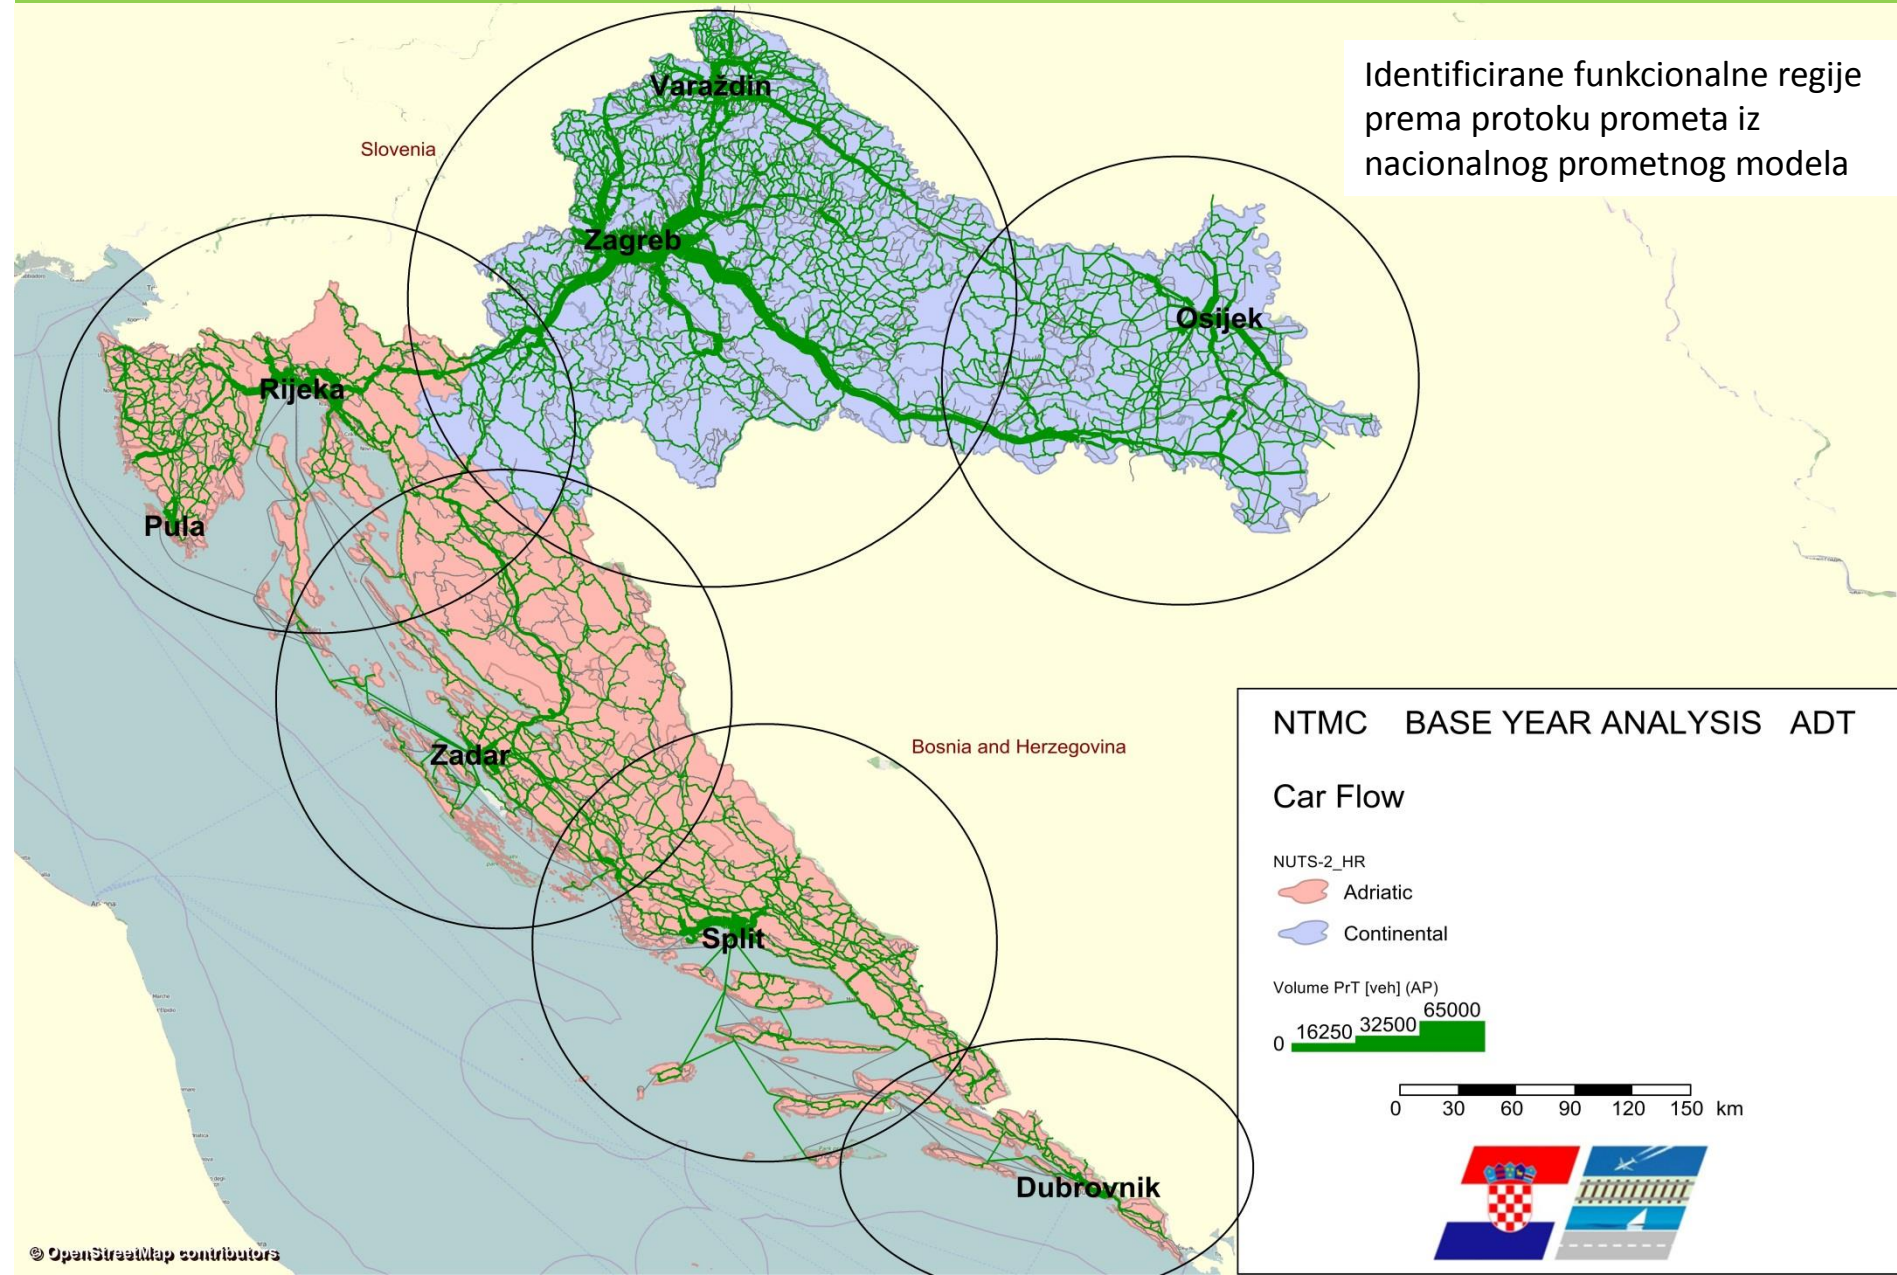 Identificirane funkcionalne regije
prema protoku prometa iz
nacionalnog prometnog modela
Varaždin
Slovenia
Zagreb
Osijek
Rijeka
Pula
Zadar
Bosnia and Herzegovina
Split
Dubrovnik
NTMC BASE YEAR ANALYSIS ADT
Car Flow
NUTS-2_HR
Adriatic
Continental
Volume PrT [veh] (AP)
0 16250 32500 65000
0 30 60 90 120 150 km
© OpenStreetMap contributors